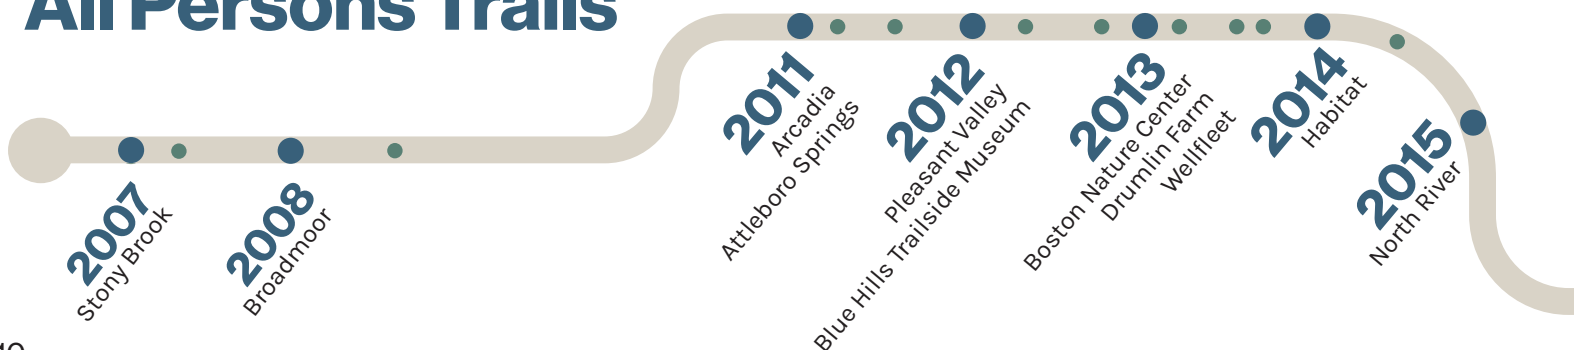 All Persons Trails
2007
Stony Brook
2008
Broadmoor
2011
Arcadia
Attleboro Springs
2012
Pleasant Valley
Blue Hills Trailside Museum
2013
Boston Nature Center
Drumlin Farm
Wellfleet
2014
Habitat
2015
North River